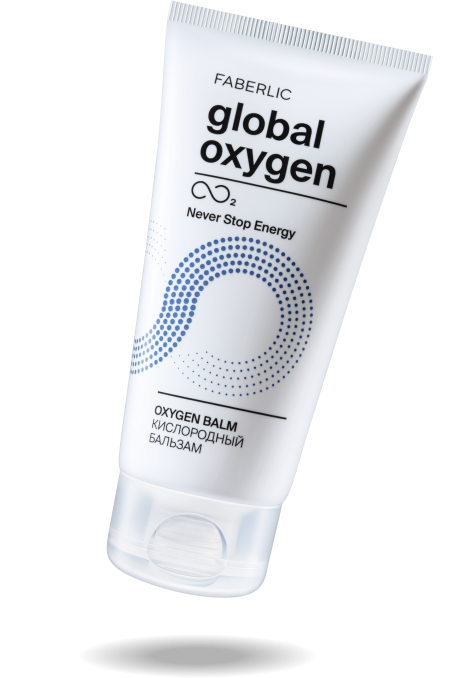 FABERLIC
global
oxygen
∞₂
Never Stop Energy
OXYGEN BALM
КИСЛОРОДНЫЙ
БАЛЬЗАМ